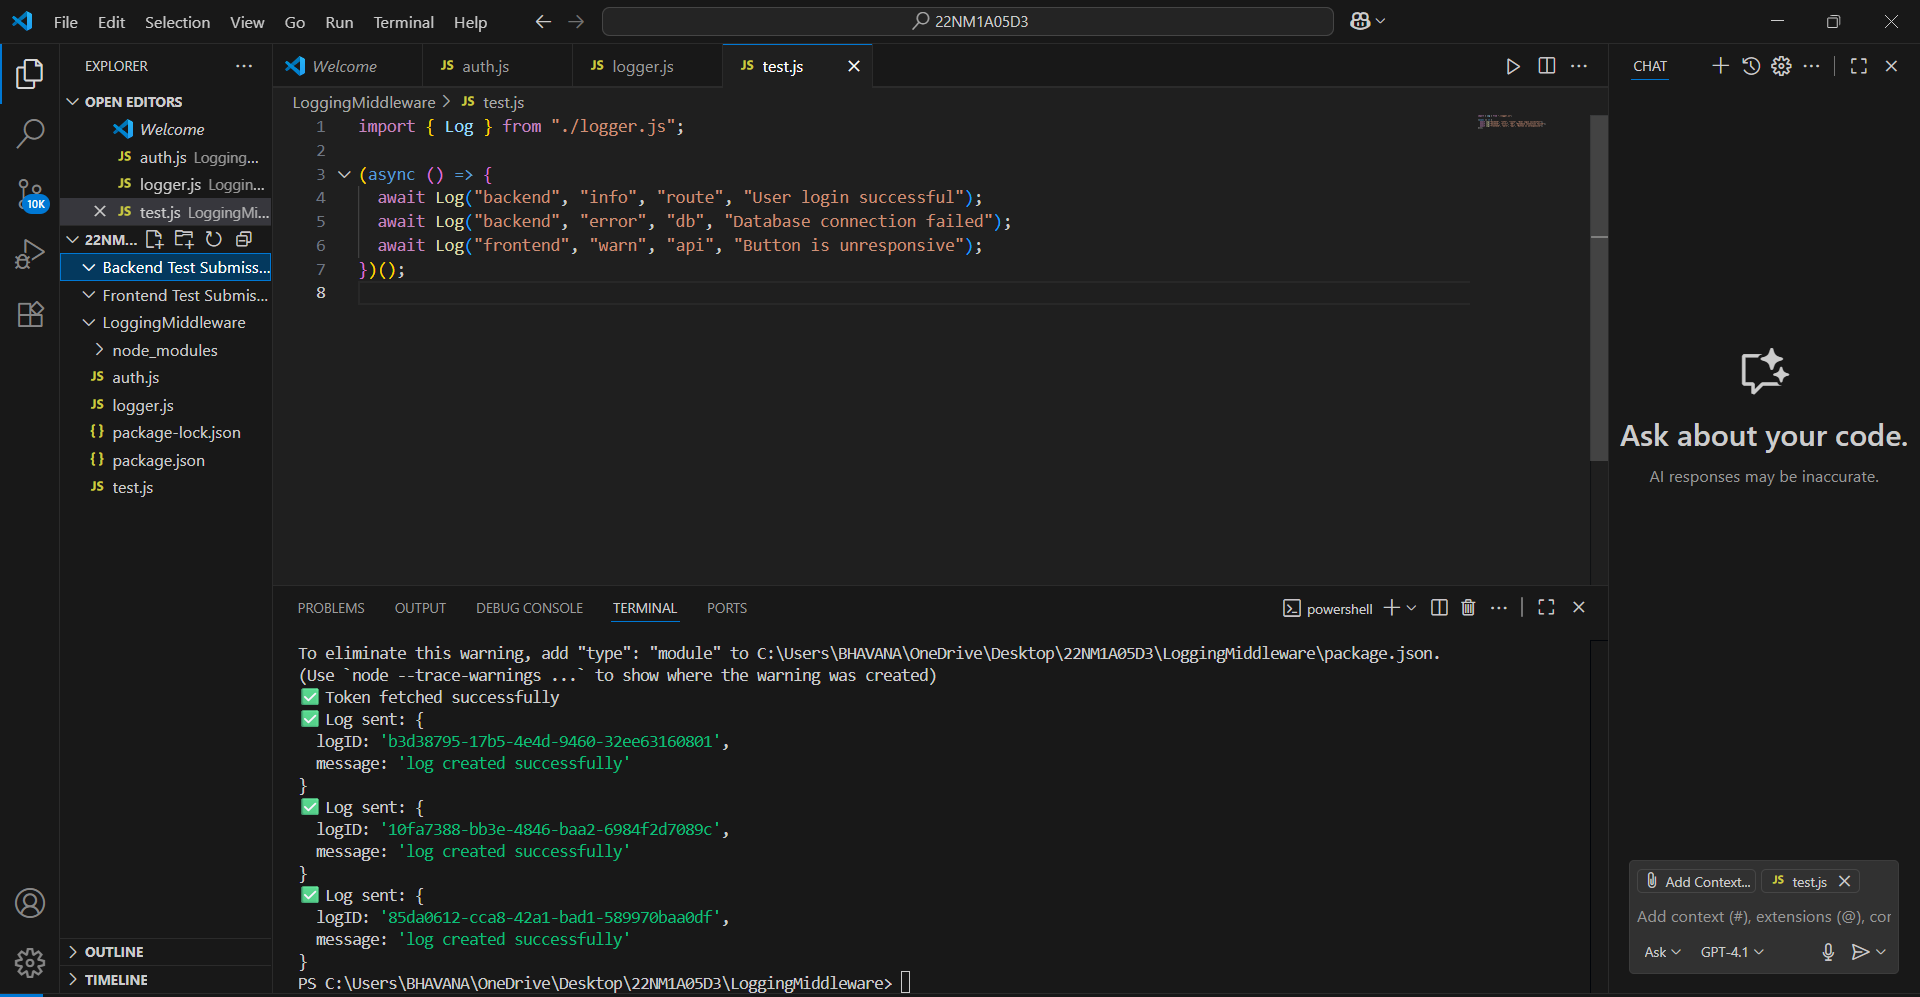 File Edit Selection View Go Run Terminal Help
22NM1A05D3
EXPLORER
OPEN EDITORS
Welcome
JS auth.js Logging...
JS logger.js Loggin...
JS test.js LoggingMi...
22NM...
Backend Test Submiss...
Frontend Test Submis...
LoggingMiddleware
node_modules
JS auth.js
JS logger.js
{} package-lock.json
{} package.json
JS test.js
OUTLINE
TIMELINE
10K
Welcome
JS auth.js
JS logger.js
JS test.js
LoggingMiddleware > JS test.js
1 import { Log } from "./logger.js";
2
3 (async () => {
4 await Log("backend", "info", "route", "User login successful");
5 await Log("backend", "error", "db", "Database connection failed");
6 await Log("frontend", "warn", "api", "Button is unresponsive");
7 })();
8
PROBLEMS OUTPUT DEBUG CONSOLE TERMINAL PORTS
powershell
To eliminate this warning, add "type": "module" to C:\Users\BHAVANA\OneDrive\Desktop\22NM1A05D3\LoggingMiddleware\package.json.
(Use `node --trace-warnings ...` to show where the warning was created)
✅ Token fetched successfully
✅ Log sent: {
logID: 'b3d38795-17b5-4e4d-9460-32ee63160801',
message: 'log created successfully'
}
✅ Log sent: {
logID: '10fa7388-bb3e-4846-baa2-6984f2d7089c',
message: 'log created successfully'
}
✅ Log sent: {
logID: '85da0612-cca8-42a1-bad1-589970baa0df',
message: 'log created successfully'
}
PS C:\Users\BHAVANA\OneDrive\Desktop\22NM1A05D3\LoggingMiddleware>
CHAT
Ask about your code.
AI responses may be inaccurate.
Add Context... JS test.js
Add context (#), extensions (@), cor
Ask GPT-4.1